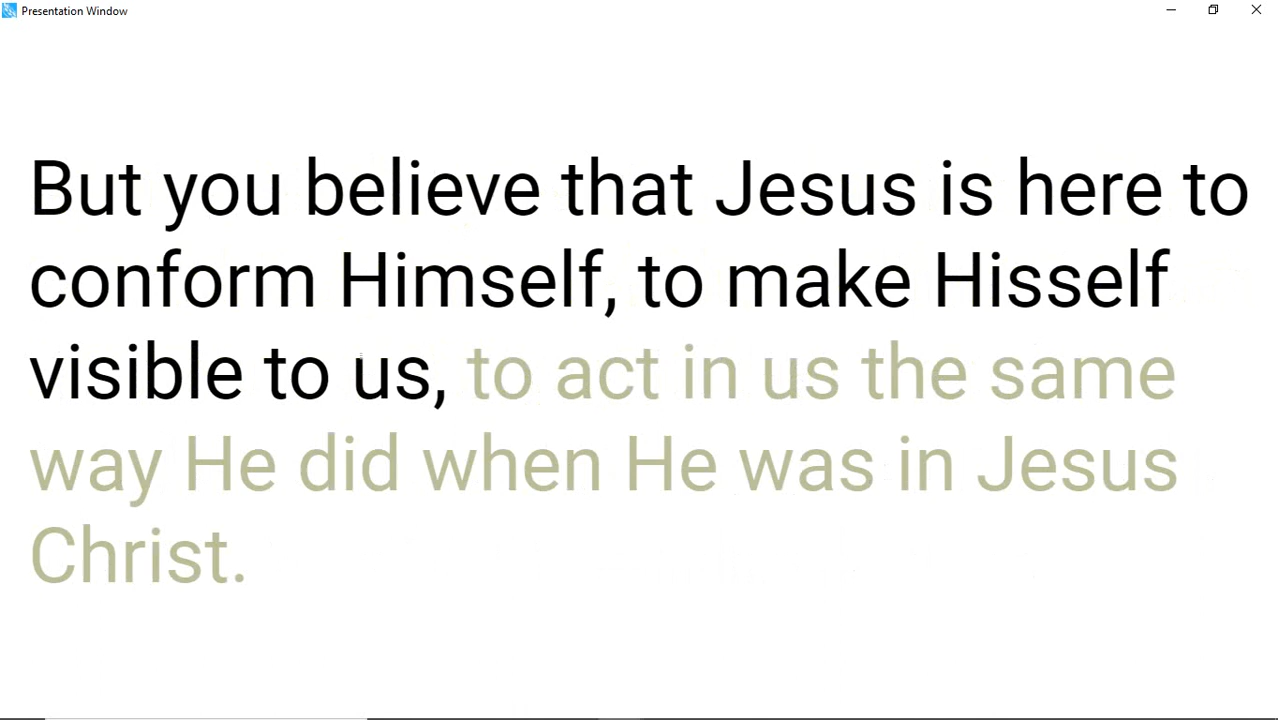 Presentation Window
But you believe that Jesus is here to
conform Himself, to make Hisself
visible to us, to act in us the same
way He did when He was in Jesus
Christ.